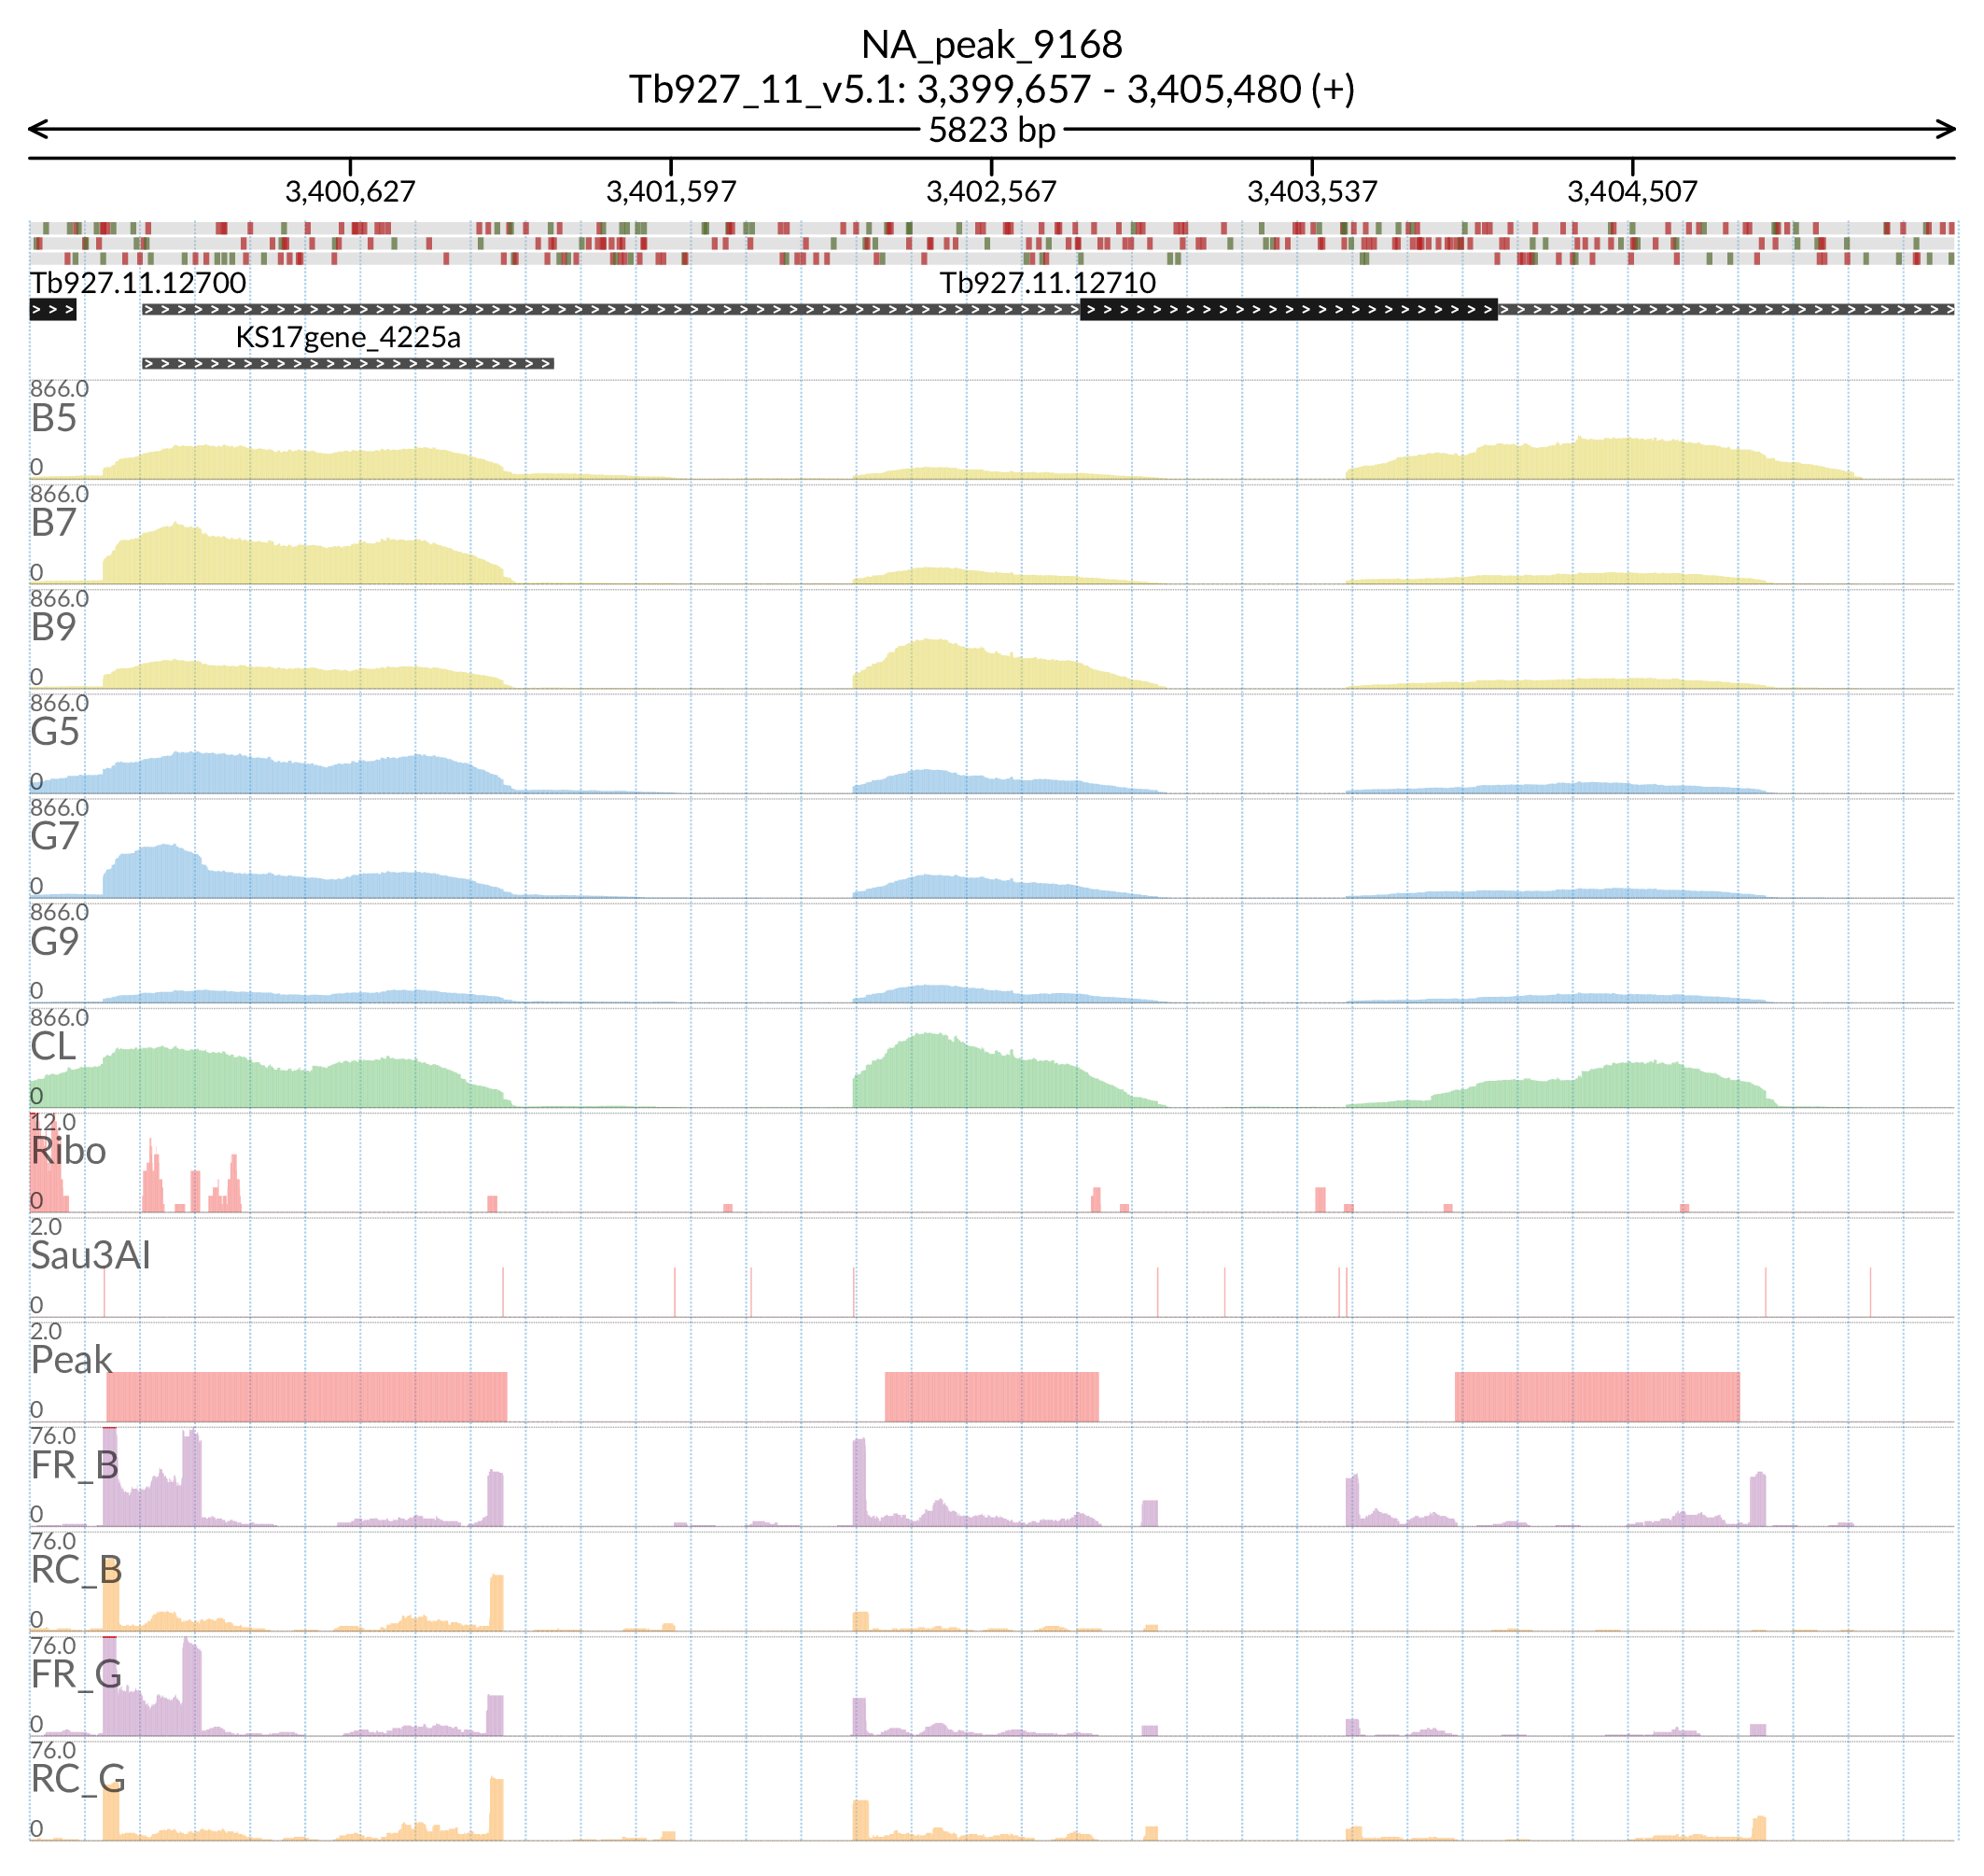 NA_peak_9168
Tb927_11_v5.1: 3,399,657 - 3,405,480 (+)
5823 bp
3,400,627 3,401,597 3,402,567 3,403,537 3,404,507
Tb927.11.12700 Tb927.11.12710
KS17gene_4225a
866.0
B5
0
866.0
B7
0
866.0
B9
0
866.0
G5
0
866.0
G7
0
866.0
G9
0
866.0
CL
0
12.0
Ribo
0
2.0
Sau3AI
0
2.0
Peak
0
76.0
FR_B
0
76.0
RC_B
0
76.0
FR_G
0
76.0
RC_G
0